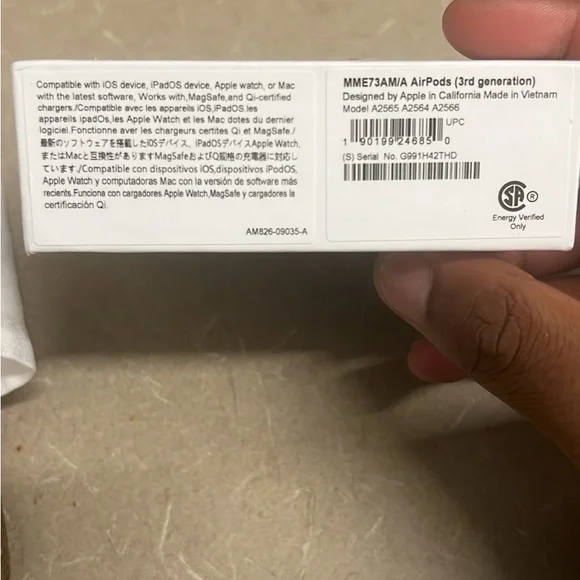 Compatible with iOS device, iPadOS device, Apple watch, or Mac
with the latest software, Works with,MagSafe,and Qi-certified
chargers./Compatible avec les appareils iOS,iPadOS.les
appareils ipadOs,les Apple Watch et les Mac dotes du dernier
logiciel.Fonctionne aver les chargeurs certites Qi et MagSafe./
最新のソフトウェアを搭載したiOSデバイス, iPadOSデバイスApple Watch,
またはMacと互換性がありますMagSafeおよびQ規格の充電器に対応し
ています./Compatible con dispositivos iOS,dispositivos iPodOS,
Apple Watch y computadoras Mac con la versión de software más
recients.Funciona con cargadores Apple Watch,MagSafe y cargadores la
certificatión Qi.
AM826-09035-A
MME73AM/A AirPods (3rd generation)
Designed by Apple in California Made in Vietnam
Model A2565 A2564 A2566
UPC
1 90199 24685 0
(S) Serial No. G991H42THD
SA ®
Energy Verified
Only